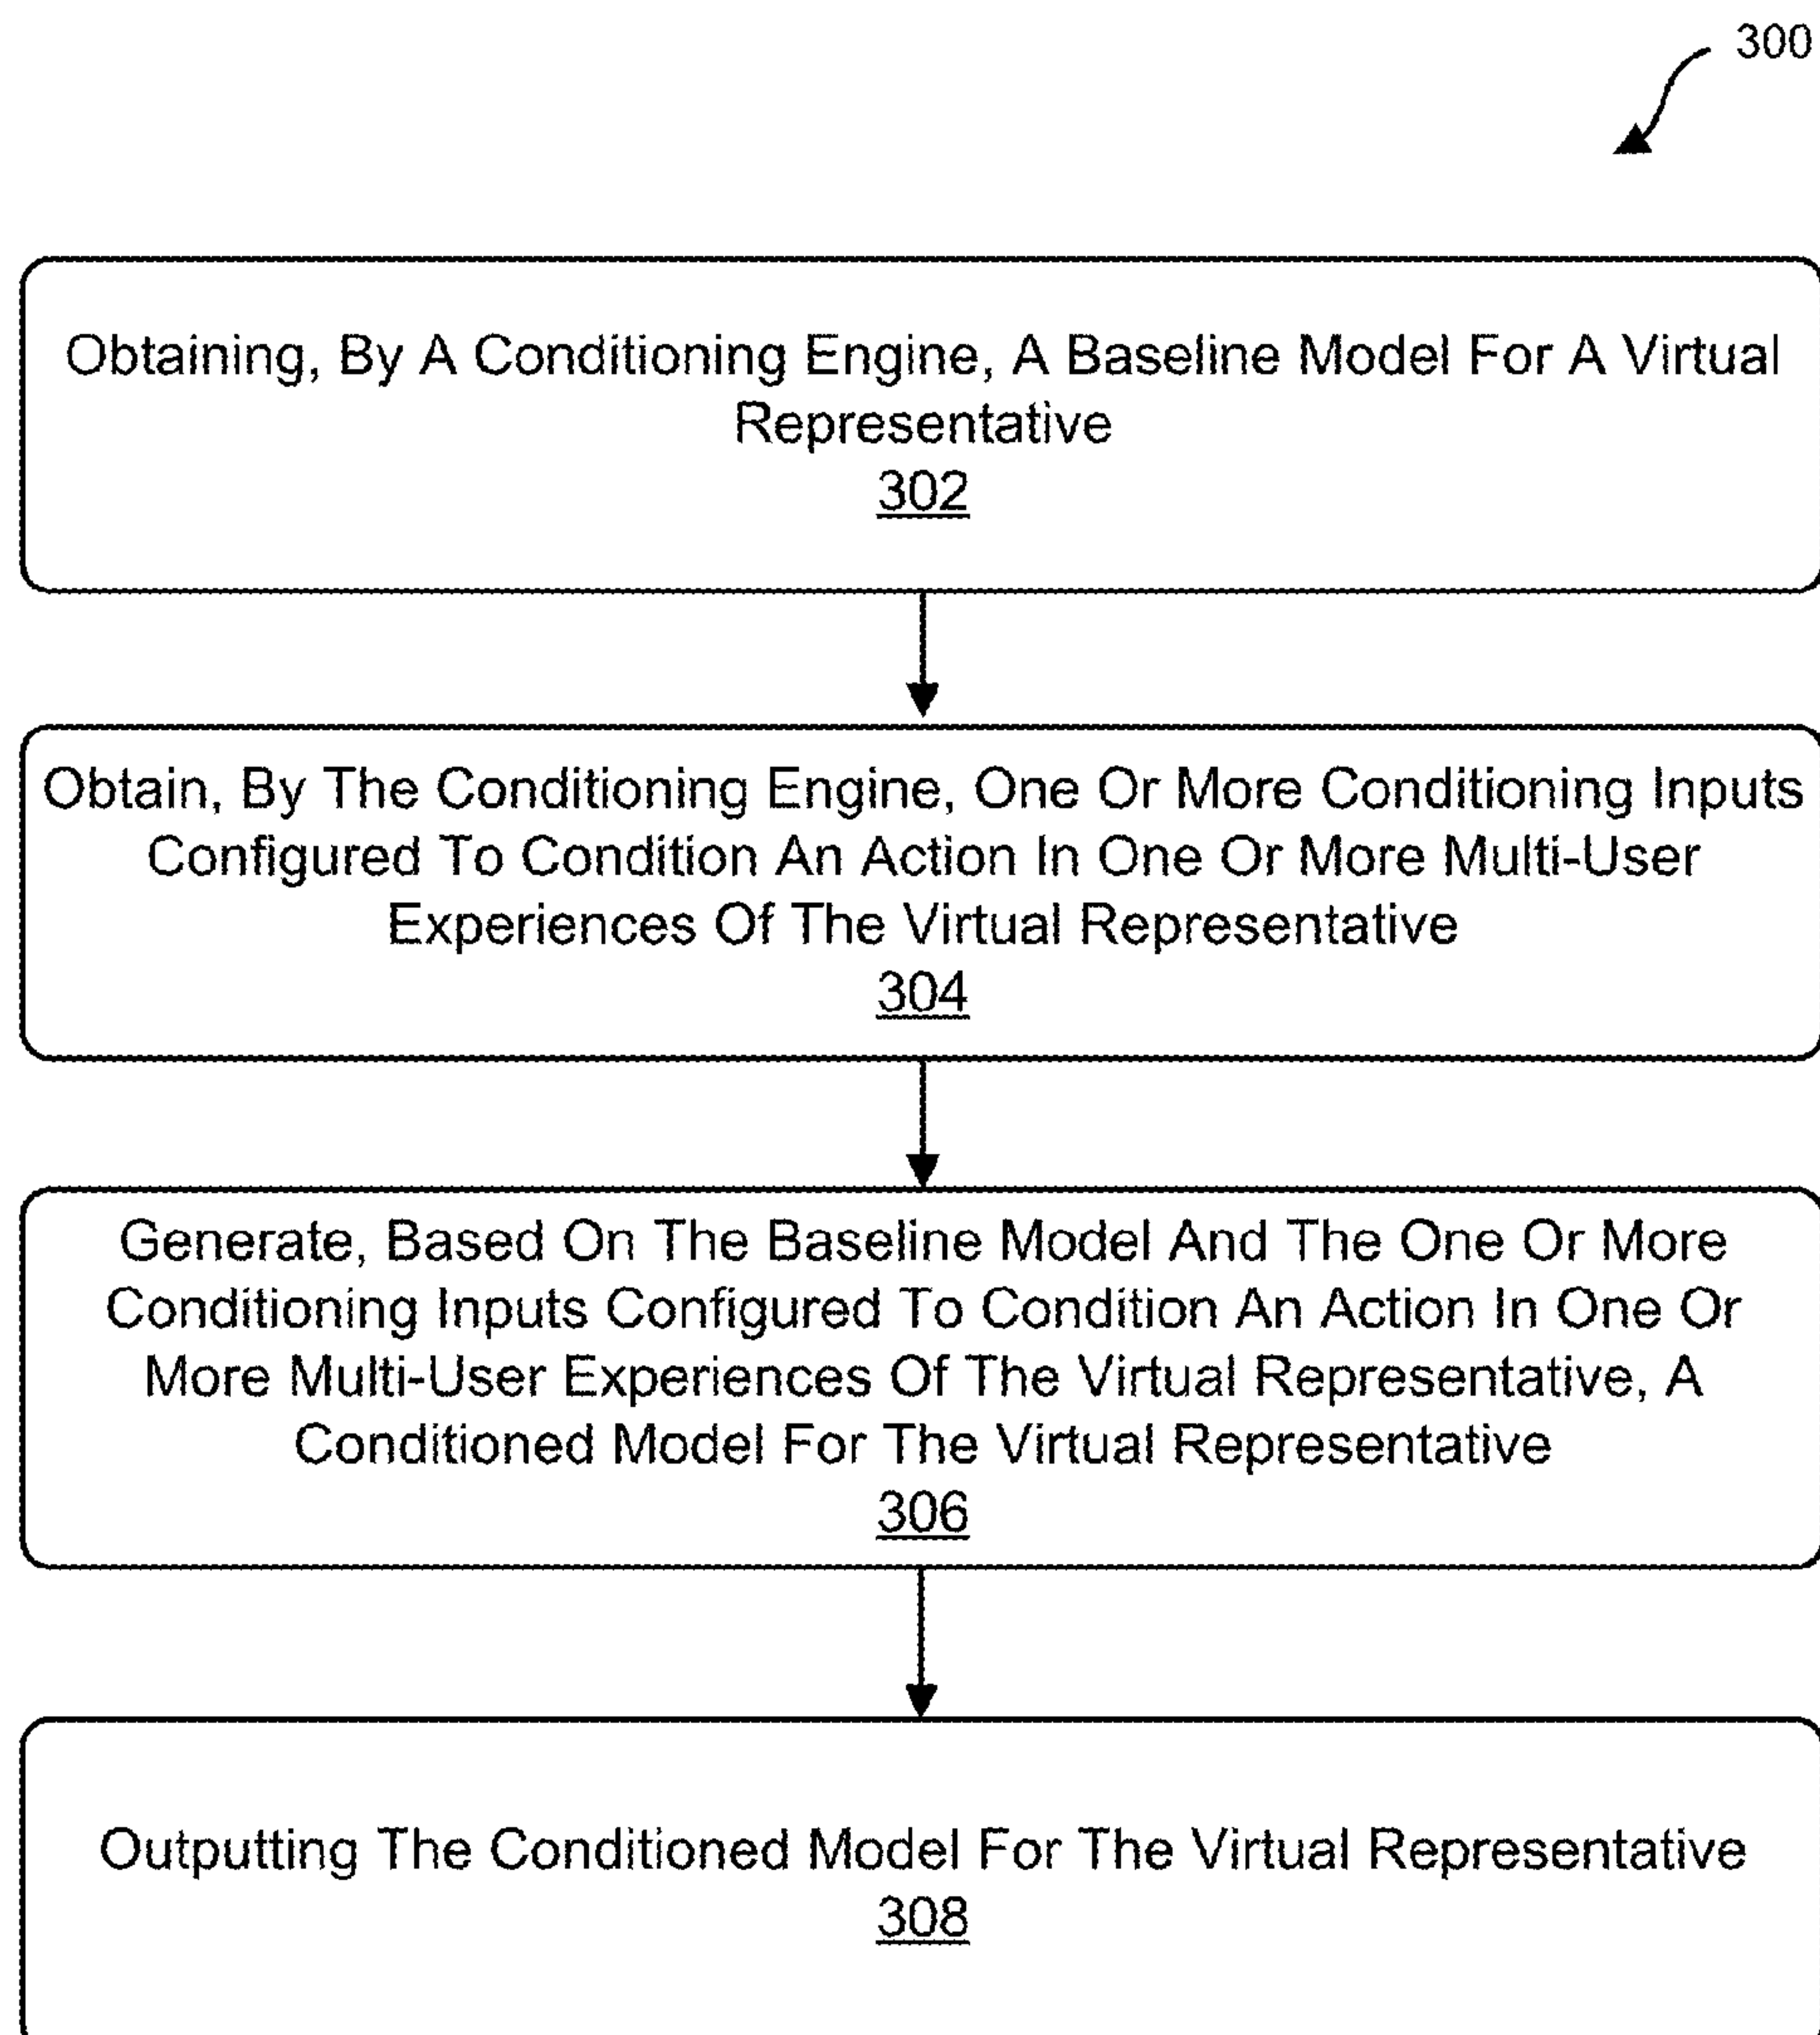 300
Obtaining, By A Conditioning Engine, A Baseline Model For A Virtual
Representative
302
Obtain, By The Conditioning Engine, One Or More Conditioning Inputs
Configured To Condition An Action In One Or More Multi-User
Experiences Of The Virtual Representative
304
Generate, Based On The Baseline Model And The One Or More
Conditioning Inputs Configured To Condition An Action In One Or
More Multi-User Experiences Of The Virtual Representative, A
Conditioned Model For The Virtual Representative
306
Outputting The Conditioned Model For The Virtual Representative
308